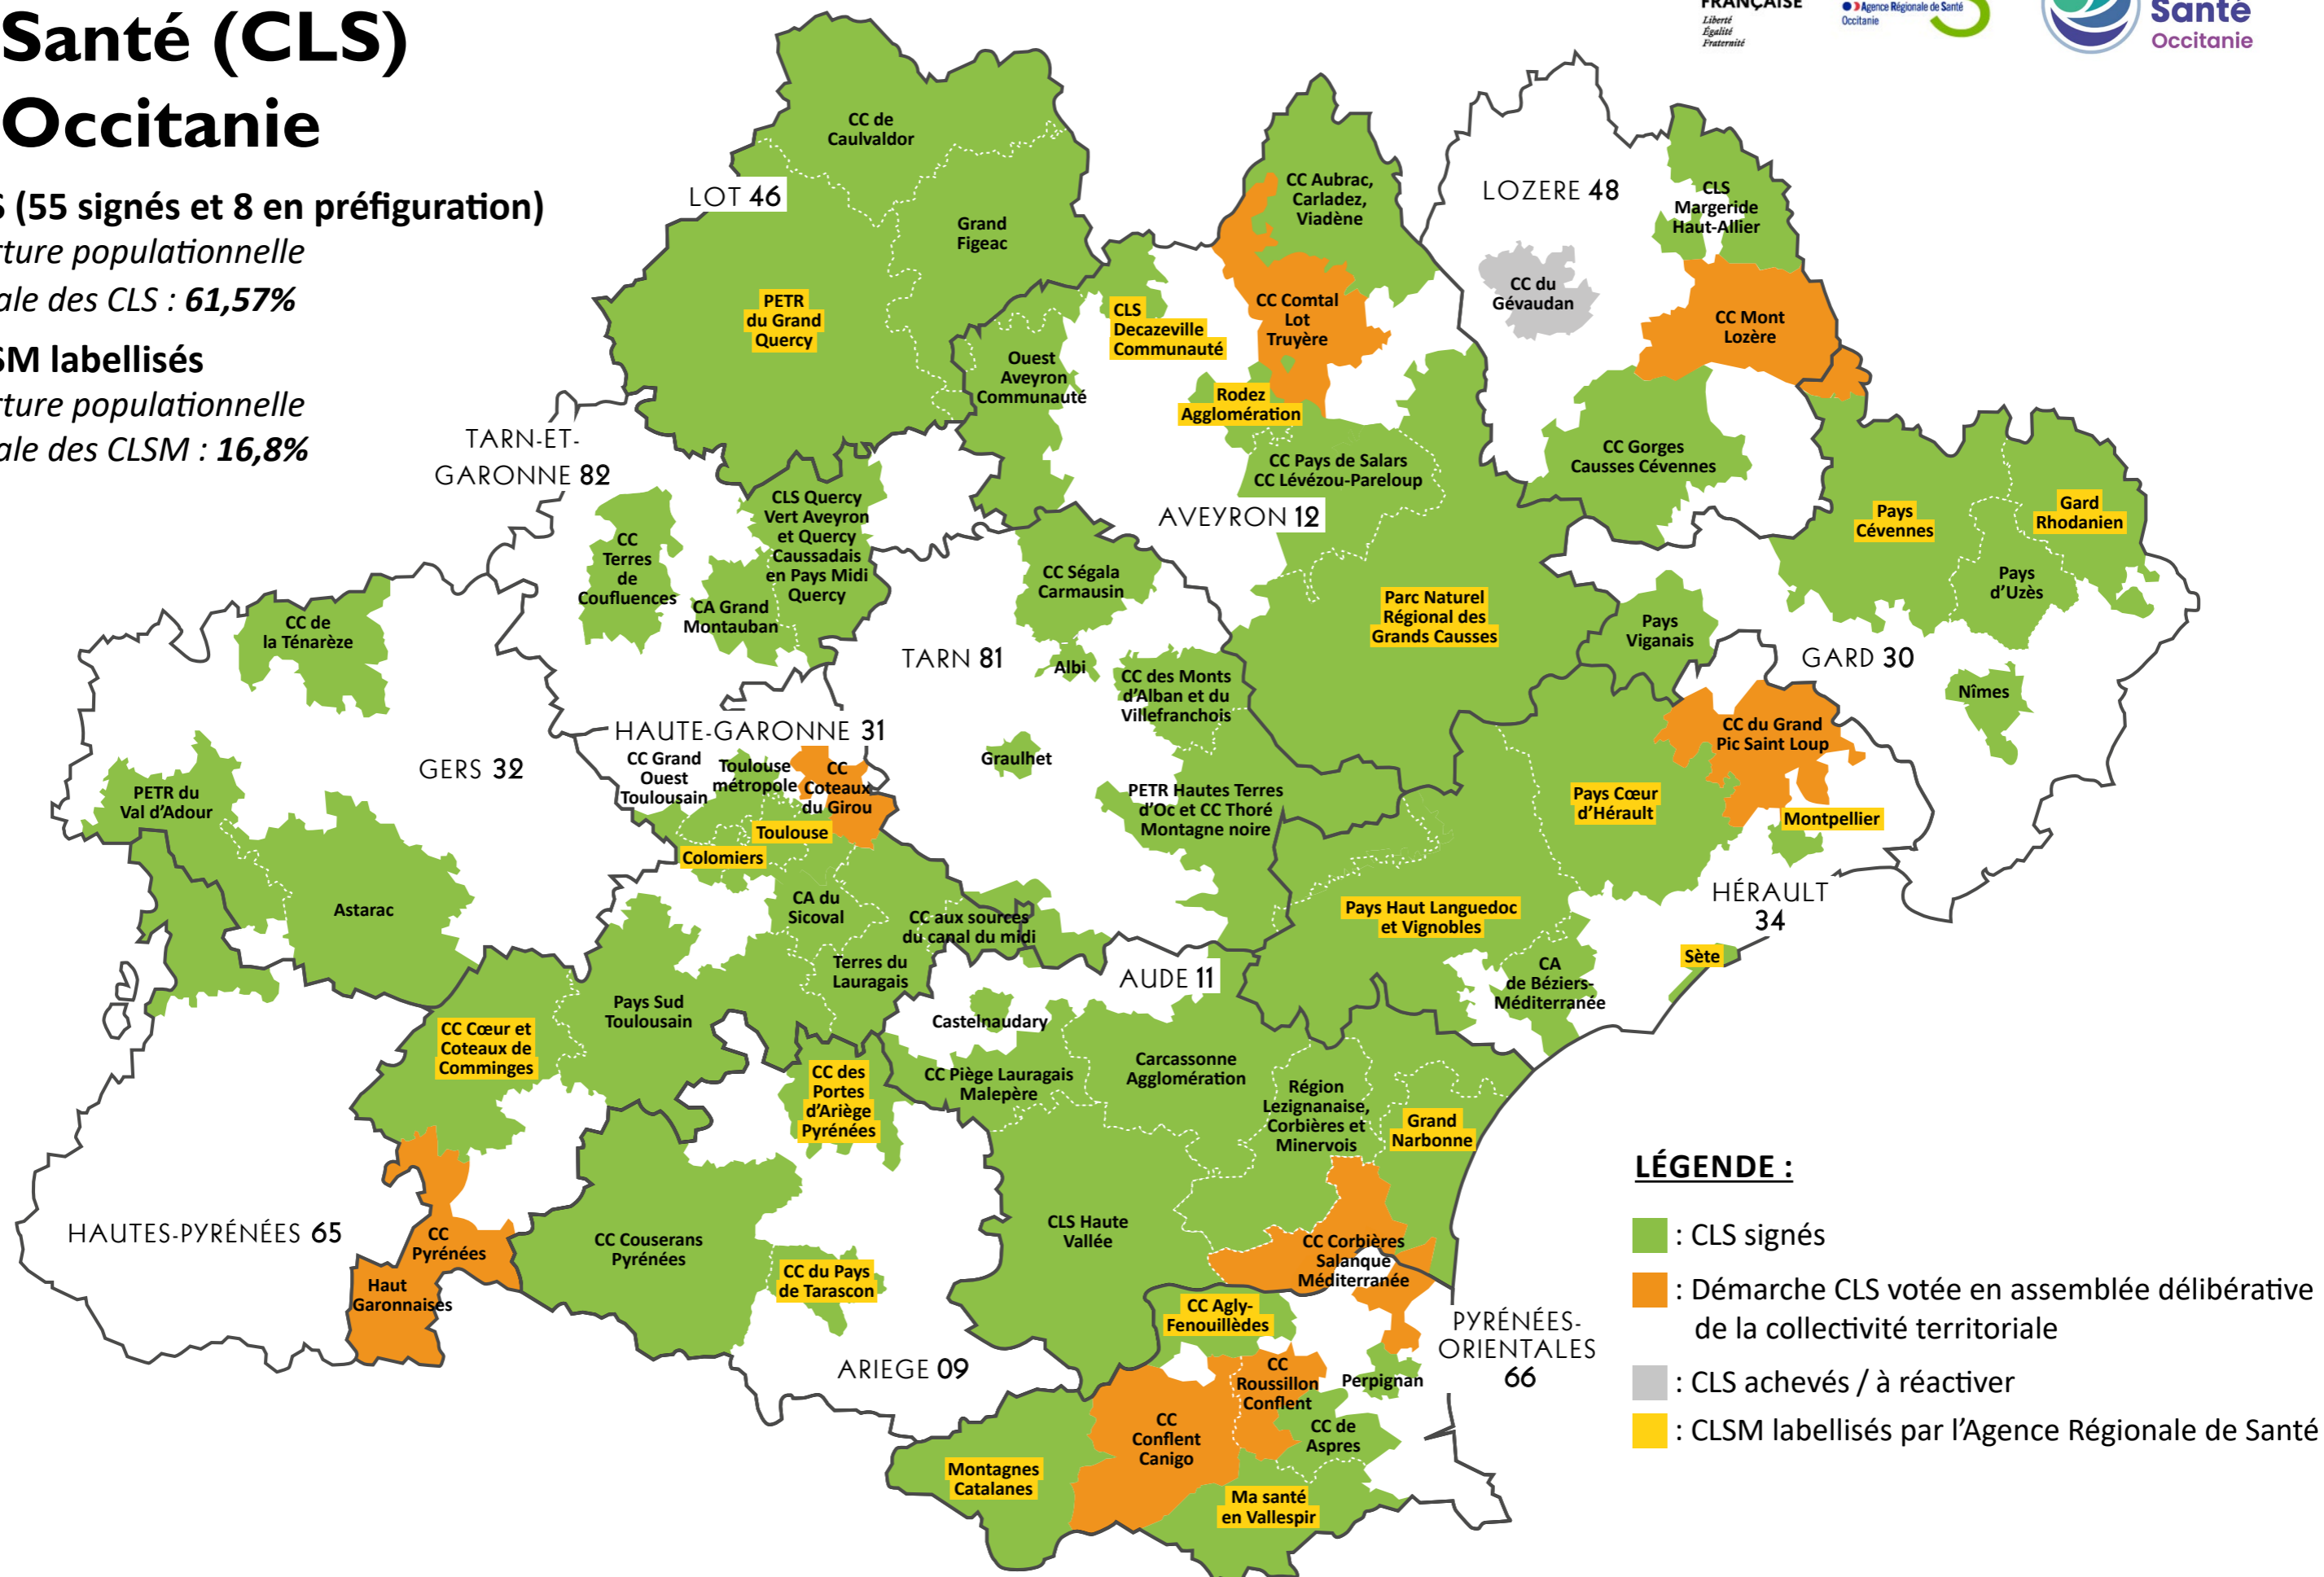 Santé (CLS)
Occitanie
(55 signés et 8 en préfiguration)
populationnelle
des CLS : 61,57%
labellisés
populationnelle
des CLSM : 16,8%
FRANÇAISE
Liberté
Égalité
Fraternité
Agence Régionale de Santé
Occitanie
Santé
Occitanie
LOT 46
CC de
Caulvaldor
Grand
Figeac
PETR
du Grand
Quercy
CC Aubrac,
Carladez,
Viadène
LOZERE 48
CLS
Margeride
Haut-Allier
CC du
Gévaudan
CC Mont
Lozère
CC Comtal
Lot
Truyère
CLS
Decazeville
Communauté
Ouest
Aveyron
Communauté
Rodez
Agglomération
CC Pays de Salars
CC Lévézou-Pareloup
CC Gorges
Causses Cévennes
TARN-ET-
GARONNE 82
CLS Quercy
Vert Aveyron
et Quercy
Caussadais
en Pays Midi
Quercy
CC
Terres
de
Coufluences
CA Grand
Montauban
AVEYRON 12
Pays
Cévennes
Gard
Rhodanien
Pays
d'Uzès
CC Ségala
Carmausin
Parc Naturel
Régional des
Grands Causses
Pays
Viganais
CC de
la Ténarèze
TARN 81
Albi
CC des Monts
d'Alban et du
Villefranchois
GARD 30
Nîmes
HAUTE-GARONNE 31
CC du Grand
Pic Saint Loup
GERS 32
CC Grand
Ouest
Toulousain
Toulouse
métropole
CC
Coteaux
du Girou
Graulhet
PETR du
Val d'Adour
PETR Hautes Terres
d'Oc et CC Thoré
Montagne noire
Pays Cœur
d'Hérault
Montpellier
Toulouse
Colomiers
HÉRAULT
34
Astarac
CA du
Sicoval
CC aux sources
du canal du midi
Pays Haut Languedoc
et Vignobles
Sète
Terres du
Lauragais
AUDE 11
CA
de Béziers-
Méditerranée
Pays Sud
Toulousain
Castelnaudary
CC Cœur et
Coteaux de
Comminges
CC des
Portes
d'Ariège
Pyrénées
CC Piège Lauragais
Malepère
Carcassonne
Agglomération
Région
Lezignanaise,
Corbières et
Minervois
Grand
Narbonne
HAUTES-PYRÉNÉES 65
CC
Pyrénées
Haut
Garonnaises
CC Couserans
Pyrénées
CC du Pays
de Tarascon
CLS Haute
Vallée
CC Corbières
Salanque
Méditerranée
CC Agly-
Fenouillèdes
PYRÉNÉES-
ORIENTALES
66
ARIEGE 09
CC
Roussillon
Conflent
Perpignan
CC
Conflent
Canigo
CC de
Aspres
Montagnes
Catalanes
Ma santé
en Vallespir
LÉGENDE :
: CLS signés
: Démarche CLS votée en assemblée délibérative
de la collectivité territoriale
: CLS achevés / à réactiver
: CLSM labellisés par l'Agence Régionale de Santé